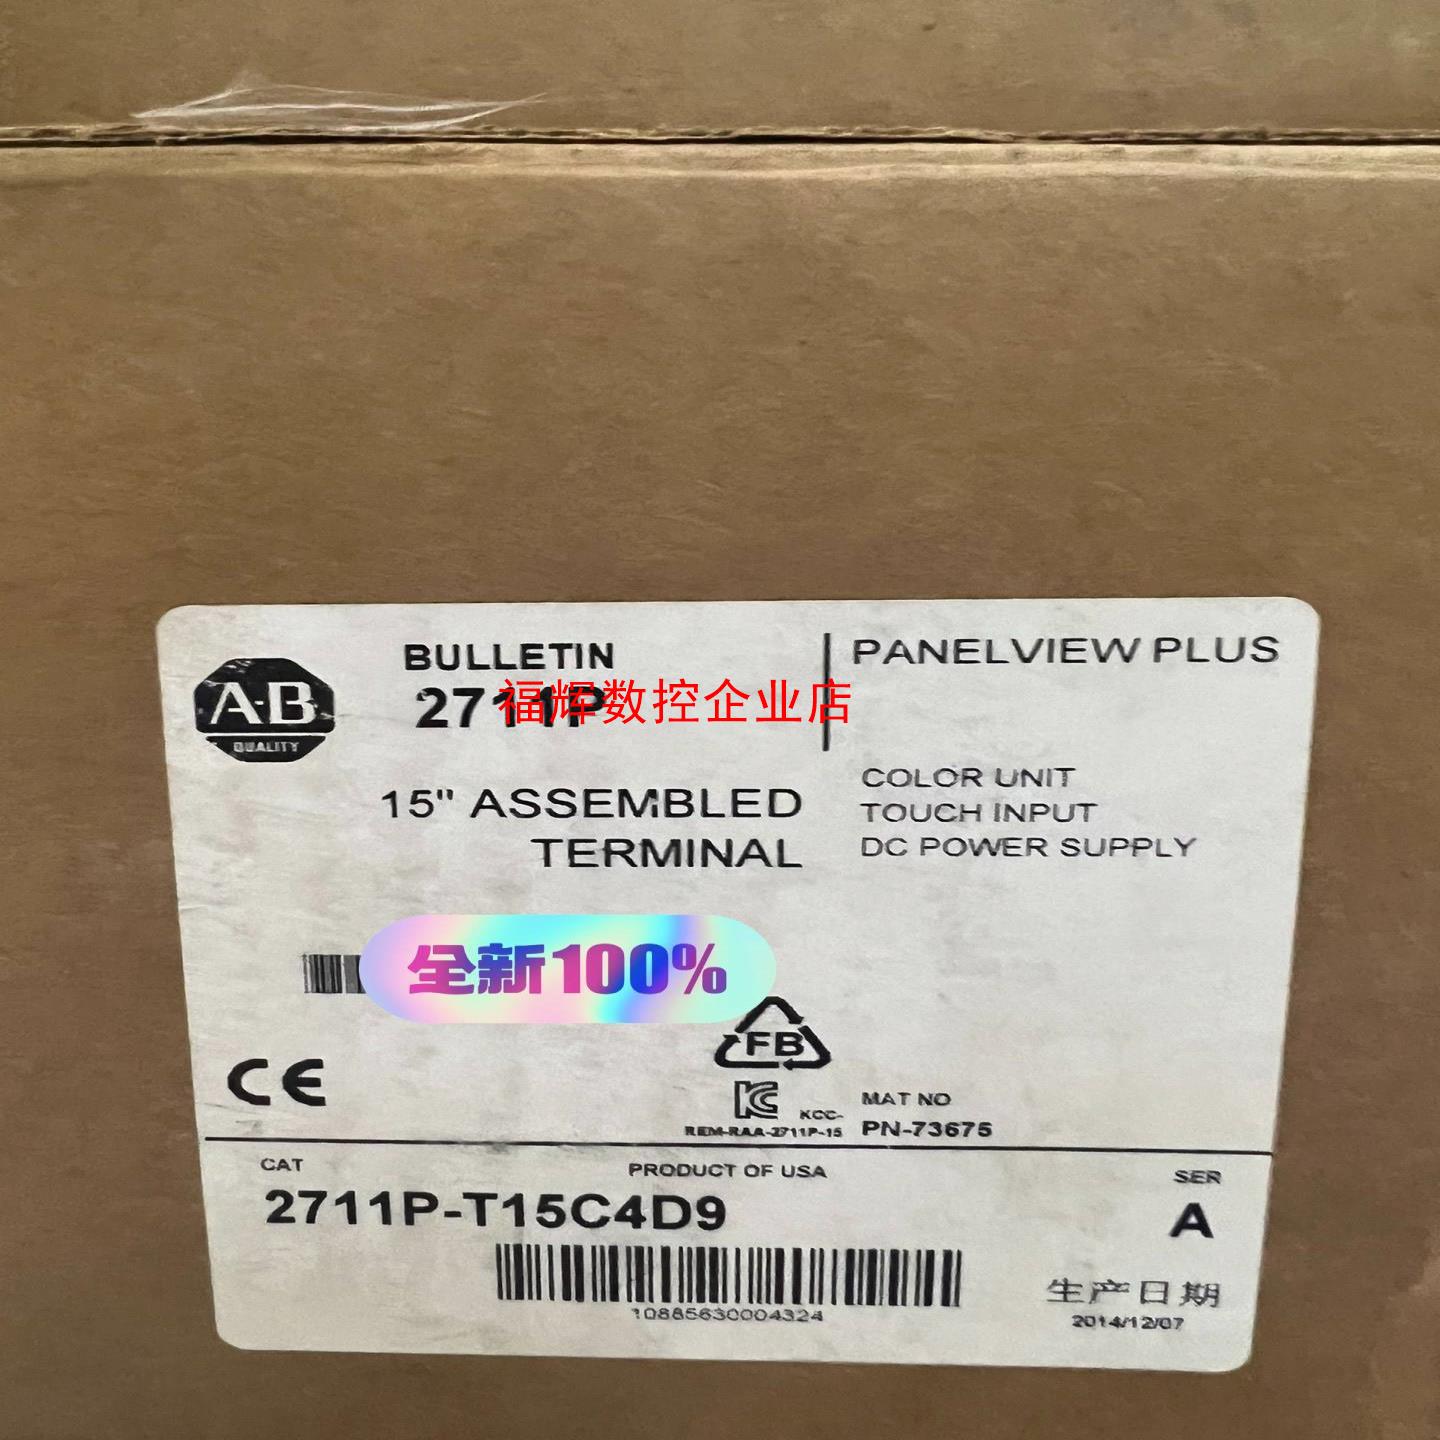 BULLETIN
2711P
福辉数控企业店
PANELVIEW PLUS
A-B
QUALITY
15" ASSEMBLED
TERMINAL
COLOR UNIT
TOUCH INPUT
DC POWER SUPPLY
全新100%
FB
CE
KC
KCC-
REM-RAA-2711P-15
MAT NO
PN-73675
CAT
PRODUCT OF USA
SER
2711P-T15C4D9
A
10885630004324
生产日期
2014/12/07